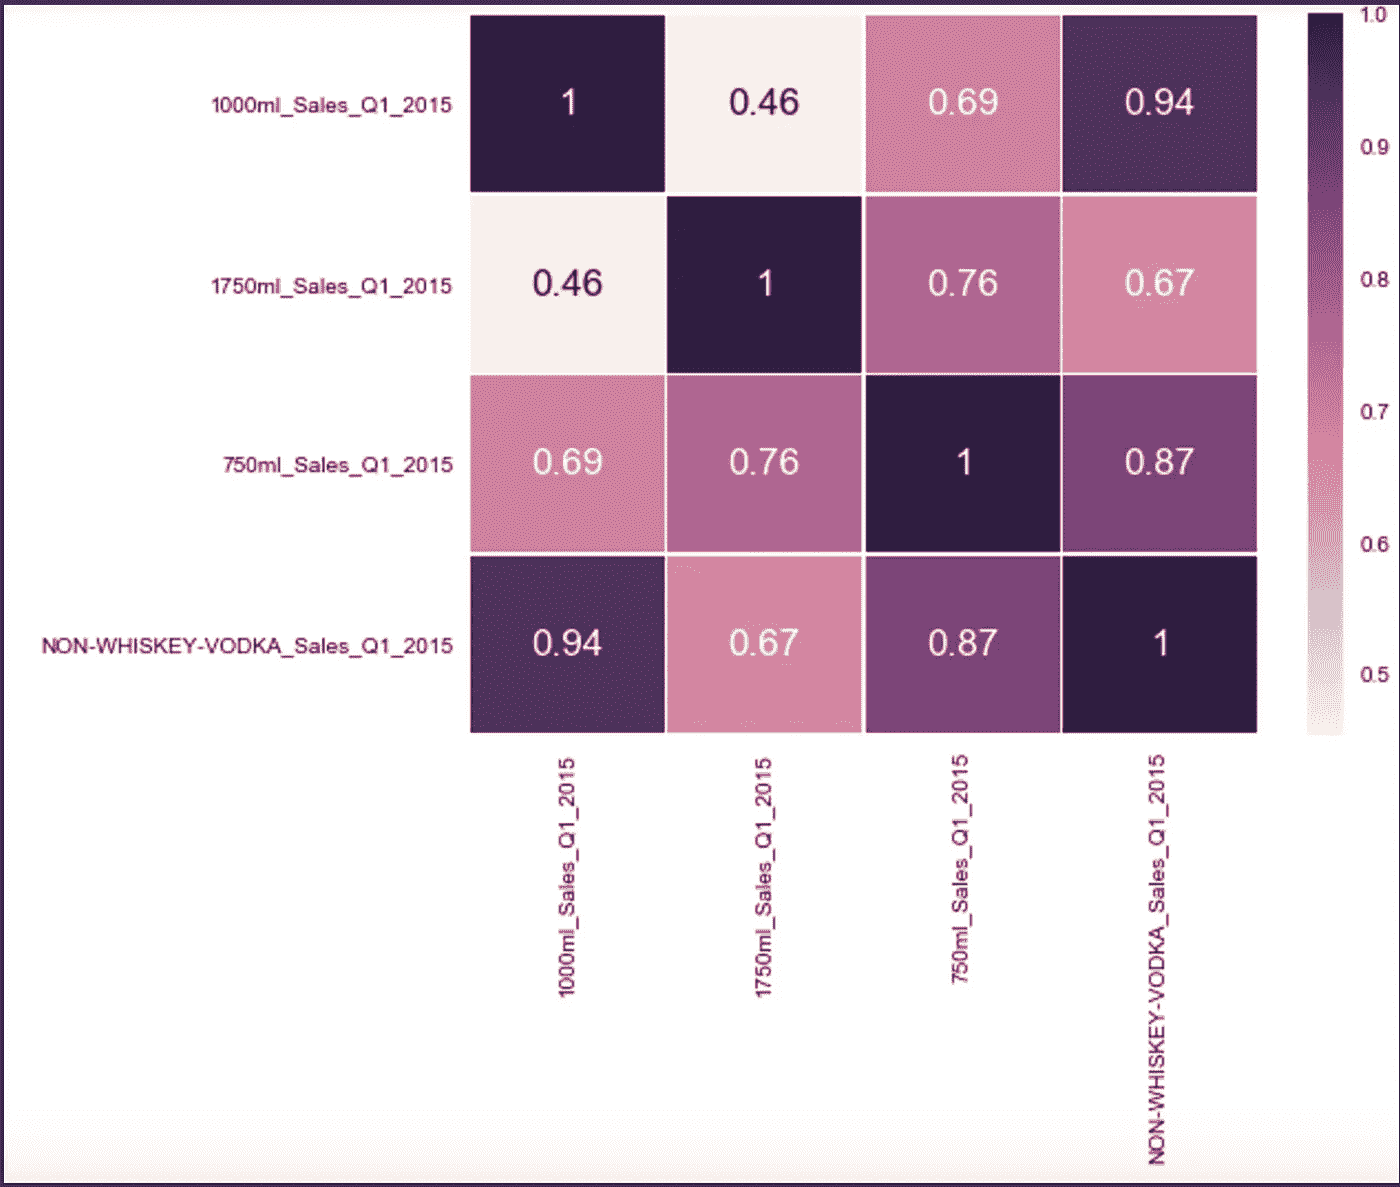 1000ml_Sales_Q1_2015 1 0.46 0.69 0.94
1750ml_Sales_Q1_2015 0.46 1 0.76 0.67
750ml_Sales_Q1_2015 0.69 0.76 1 0.87
NON-WHISKEY-VODKA_Sales_Q1_2015 0.94 0.67 0.87 1
1000ml_Sales_Q1_2015
1750ml_Sales_Q1_2015
750ml_Sales_Q1_2015
NON-WHISKEY-VODKA_Sales_Q1_2015
1.0
0.9
0.8
0.7
0.6
0.5